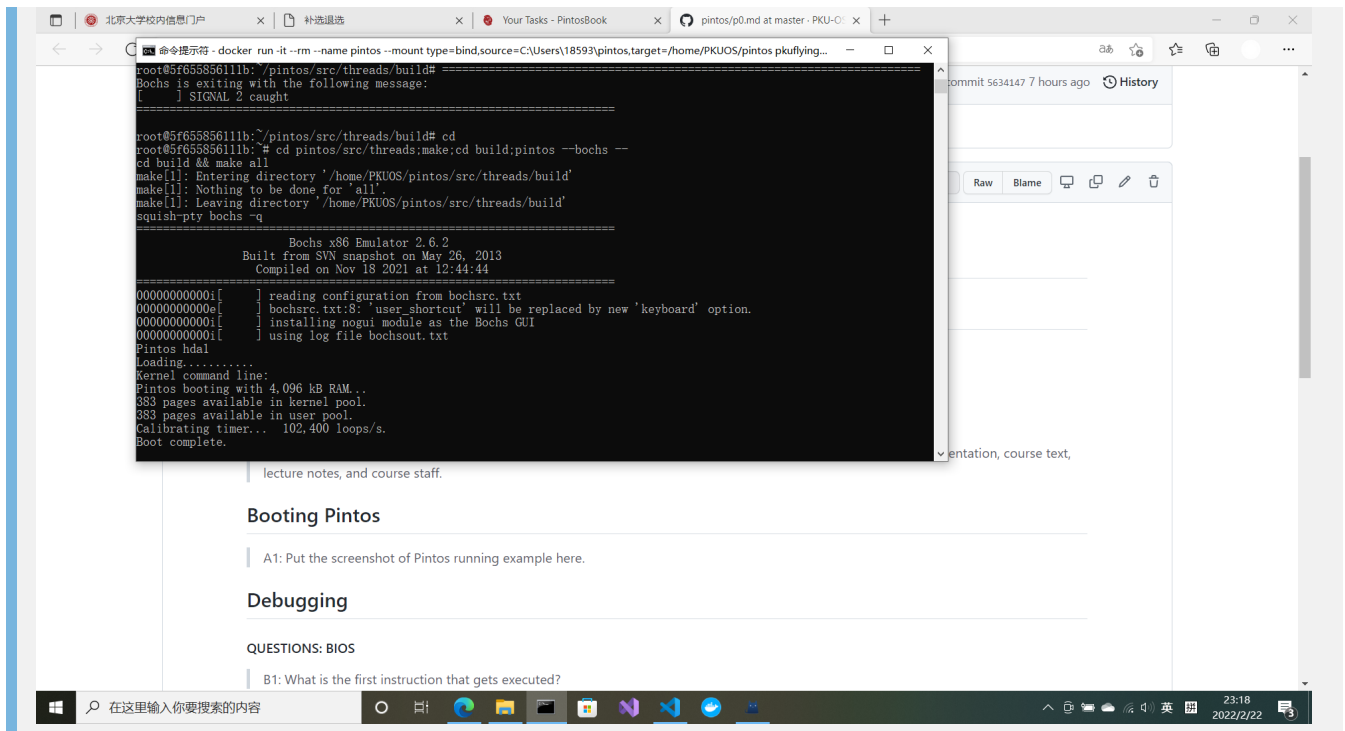 北京大学校内信息门户
补选退选
Your Tasks - PintosBook
pintos/p0.md at master · PKU-OS
命令提示符 - docker run -it --rm --name pintos --mount type=bind,source=C:\Users\18593\pintos,target=/home/PKUOS/pintos pkuflying...
commit 5634147 7 hours ago History
Raw Blame
root@5f655856111b:~/pintos/src/threads/build# ========================================================================
Bochs is exiting with the following message:
[     ] SIGNAL 2 caught
========================================================================
root@5f655856111b:~/pintos/src/threads/build# cd
root@5f655856111b:~# cd pintos/src/threads;make;cd build;pintos --bochs --
cd build && make all
make[1]: Entering directory '/home/PKUOS/pintos/src/threads/build'
make[1]: Nothing to be done for 'all'.
make[1]: Leaving directory '/home/PKUOS/pintos/src/threads/build'
squish-pty bochs -q
========================================================================
Bochs x86 Emulator 2.6.2
Built from SVN snapshot on May 26, 2013
Compiled on Nov 18 2021 at 12:44:44
========================================================================
00000000000i[     ] reading configuration from bochsrc.txt
00000000000e[     ] bochsrc.txt:8: 'user_shortcut' will be replaced by new 'keyboard' option.
00000000000i[     ] installing nogui module as the Bochs GUI
00000000000i[     ] using log file bochsout.txt
Pintos hda1
Loading...........
Kernel command line:
Pintos booting with 4,096 kB RAM...
383 pages available in kernel pool.
383 pages available in user pool.
Calibrating timer...  102,400 loops/s.
Boot complete.
entation, course text,
lecture notes, and course staff.
Booting Pintos
A1: Put the screenshot of Pintos running example here.
Debugging
QUESTIONS: BIOS
B1: What is the first instruction that gets executed?
在这里输入你要搜索的内容
英 拼
23:18
2022/2/22
3